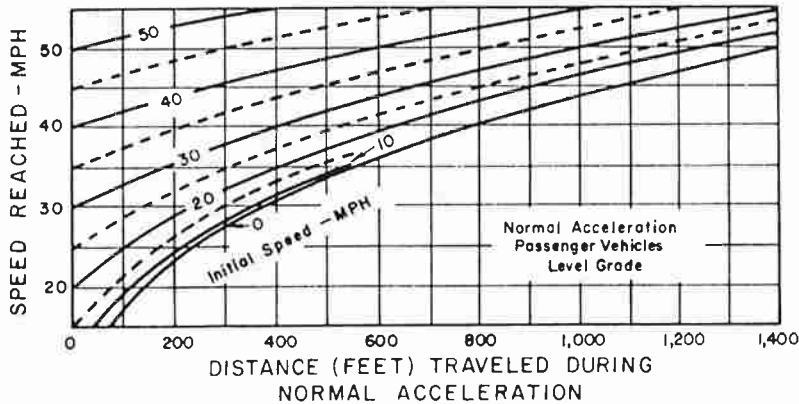 SPEED REACHED-MPH
50
40
30
20
50
40
30
20
10
0
Initial Speed -MPH
Normal Acceleration
Passenger Vehicles
Level Grade
0
200
400
600
800
1,000
1,200
1,400
DISTANCE (FEET) TRAVELED DURING
NORMAL ACCELERATION